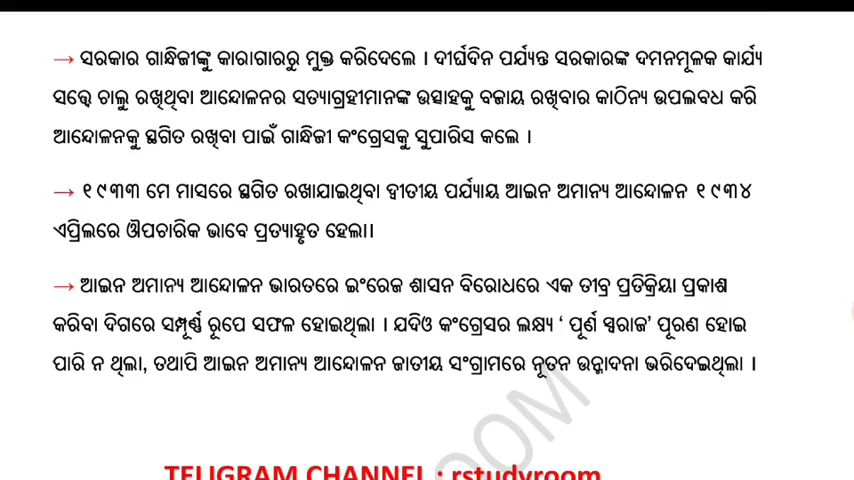 → ସରକାର ଗାନ୍ଧିଜୀଙ୍କୁ କାରାଗାରରୁ ମୁକ୍ତ କରିଦେଲେ । ଦୀର୍ଘଦିନ ପର୍ଯ୍ୟନ୍ତ ସରକାରଙ୍କ ଦମନମୂଳକ କାର୍ଯ୍ୟ
ସତ୍ତ୍ୱେ ଚାଲୁ ରଖିଥିବା ଆନ୍ଦୋଳନର ସତ୍ୟାଗ୍ରହୀମାନଙ୍କ ଉତ୍ସାହକୁ ବଜାୟ ରଖିବାର କାଠିନ୍ୟ ଉପଲବଧ କରି
ଆନ୍ଦୋଳନକୁ ସ୍ଥଗିତ ରଖିବା ପାଇଁ ଗାନ୍ଧିଜୀ କଂଗ୍ରେସକୁ ସୁପାରିସ କଲେ ।
→ ୧୯୩୩ ମେ ମାସରେ ସ୍ଥଗିତ ରଖାଯାଇଥିବା ଦ୍ୱିତୀୟ ପର୍ଯ୍ୟାୟ ଆଇନ ଅମାନ୍ୟ ଆନ୍ଦୋଳନ ୧୯୩୪
ଏପ୍ରିଲରେ ଔପଚାରିକ ଭାବେ ପ୍ରତ୍ୟାହୃତ ହେଲା।
→ ଆଇନ ଅମାନ୍ୟ ଆନ୍ଦୋଳନ ଭାରତରେ ଇଂରେଜ ଶାସନ ବିରୋଧରେ ଏକ ତୀବ୍ର ପ୍ରତିକ୍ରିୟା ପ୍ରକାଶ
କରିବା ଦିଗରେ ସମ୍ପୂର୍ଣ୍ଣ ରୂପେ ସଫଳ ହୋଇଥିଲା । ଯଦିଓ କଂଗ୍ରେସର ଲକ୍ଷ୍ୟ ‘ ପୂର୍ଣ ସ୍ୱରାଜ’ ପୂରଣ ହୋଇ
ପାରି ନ ଥିଲା, ତଥାପି ଆଇନ ଅମାନ୍ୟ ଆନ୍ଦୋଳନ ଜାତୀୟ ସଂଗ୍ରାମରେ ନୂତନ ଉନ୍ମାଦନା ଭରିଦେଇଥିଲା ।
OOM
TELIGRAM CHANNEL : rstudyroom